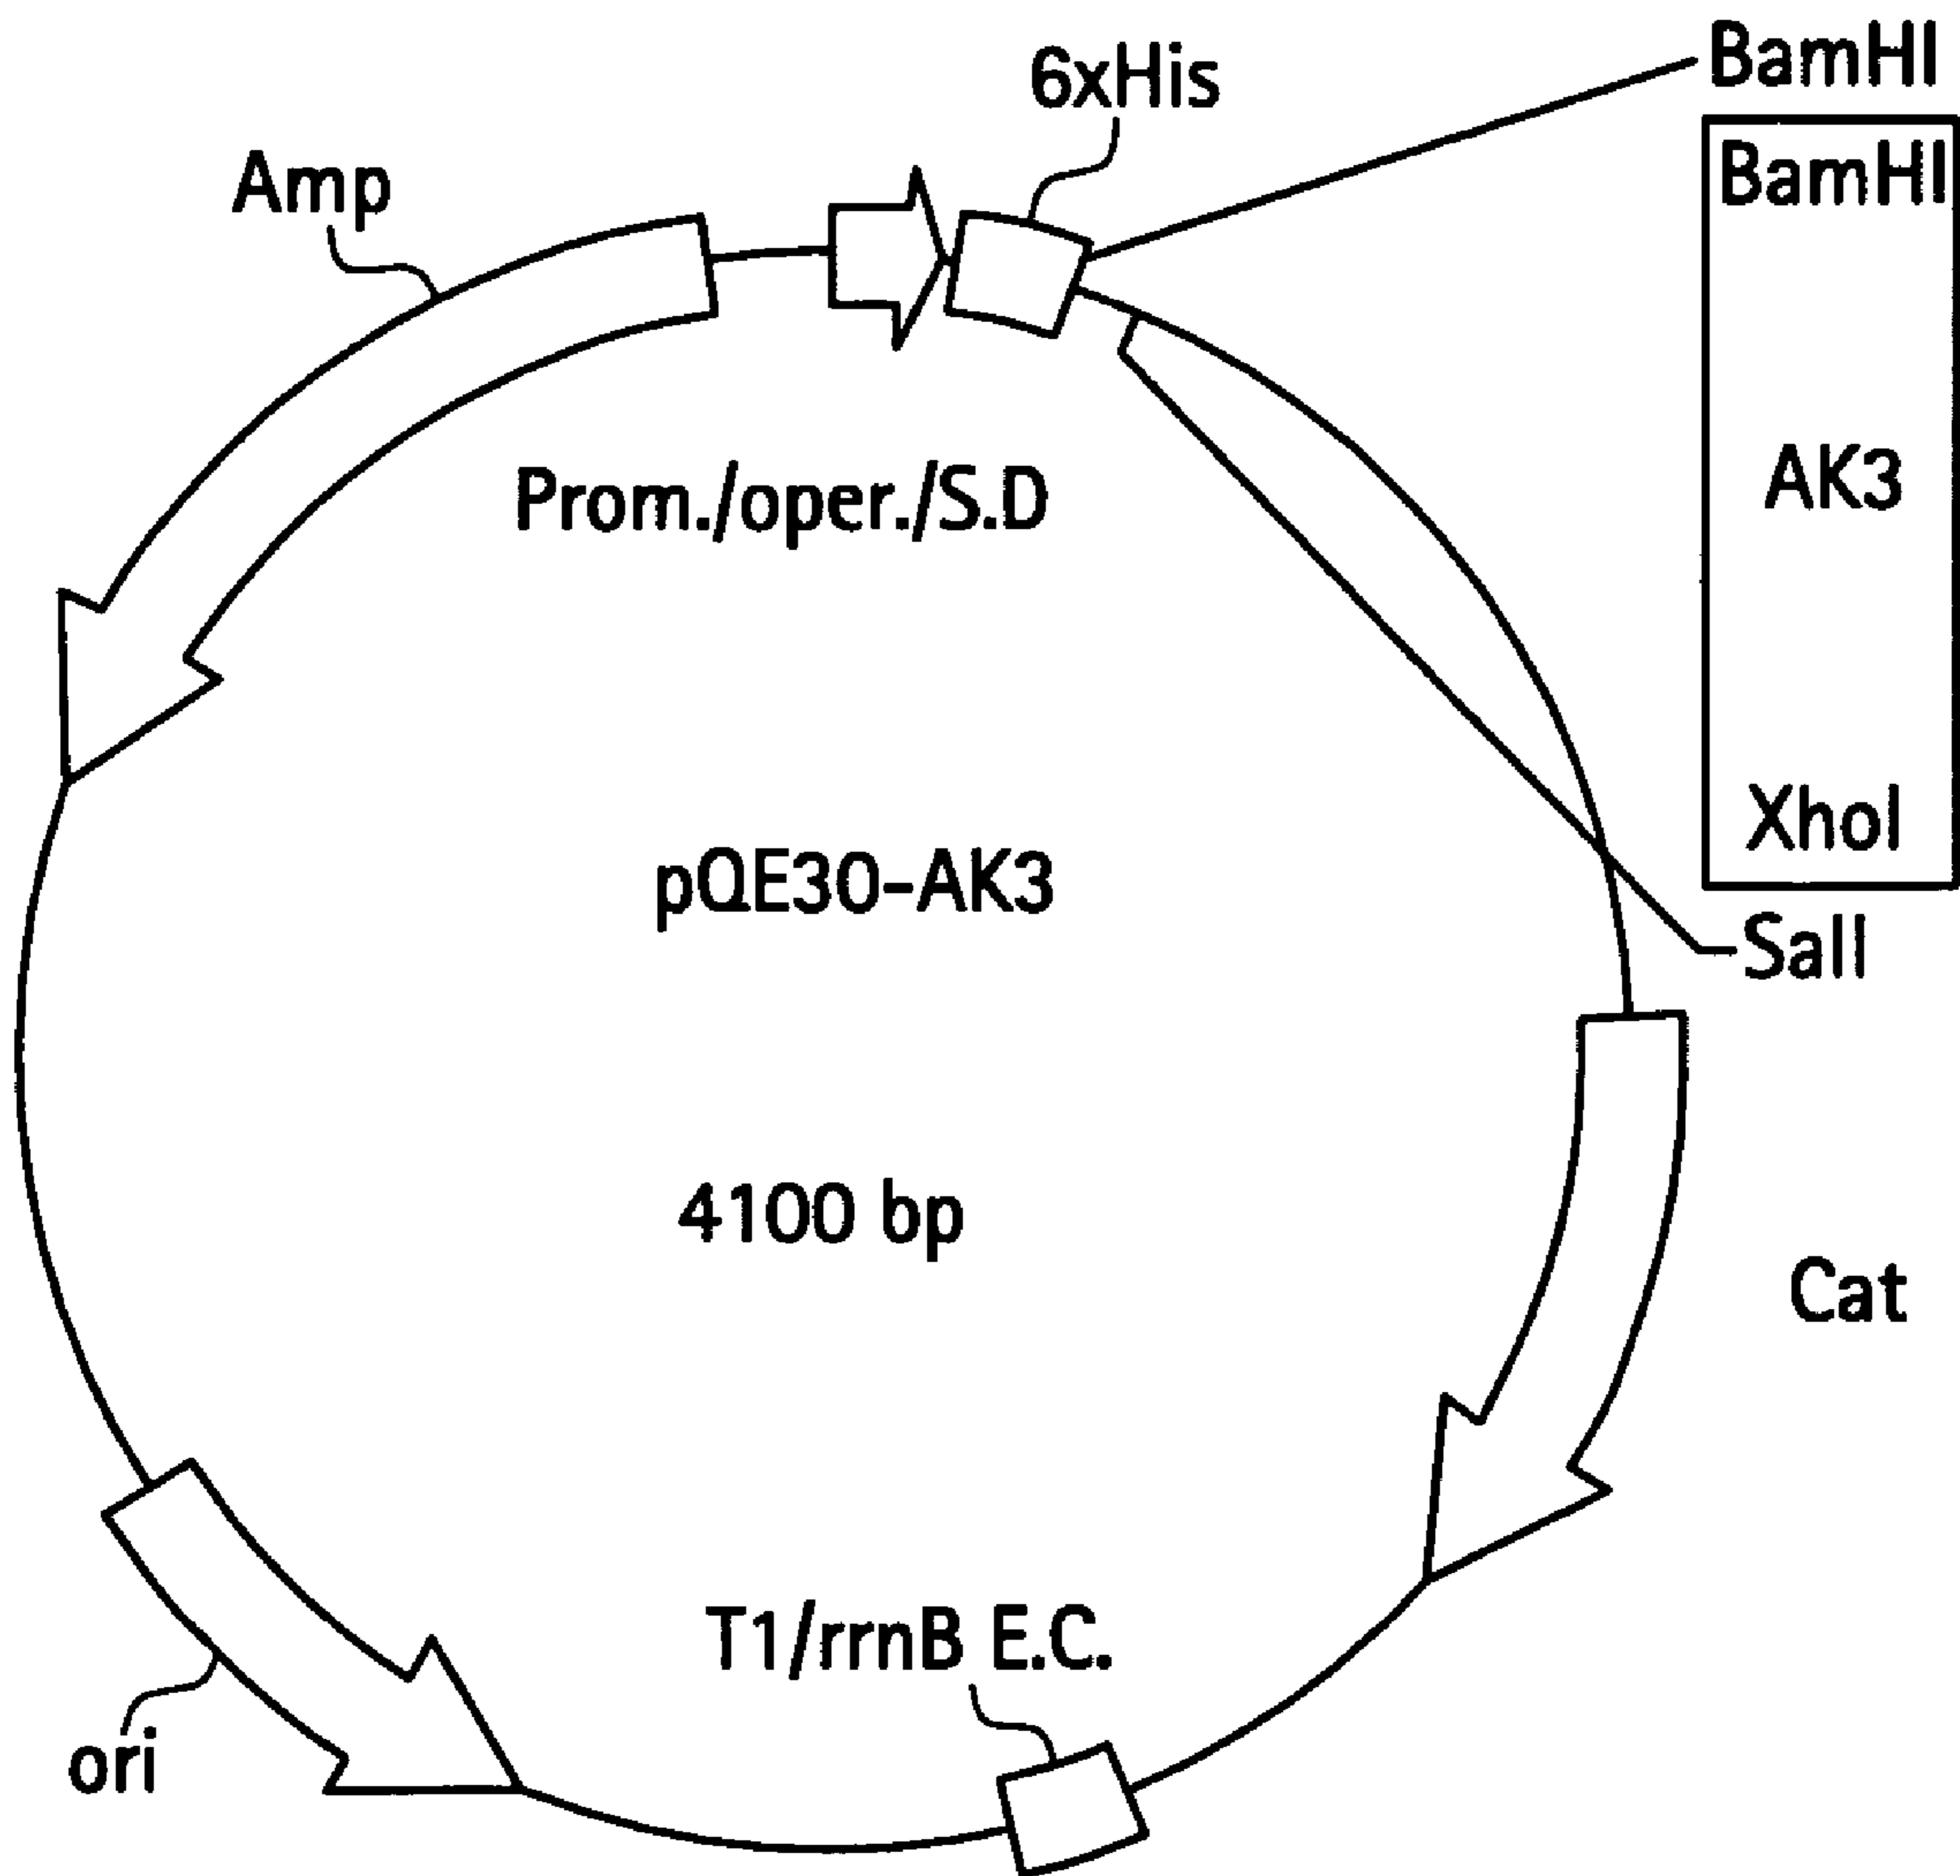 BamHI
6xHis
BamHI
Amp
AK3
Prom./oper./S.D
XhoI
pQE30-AK3
SalI
4100 bp
Cat
T1/rrnB E.C.
ori